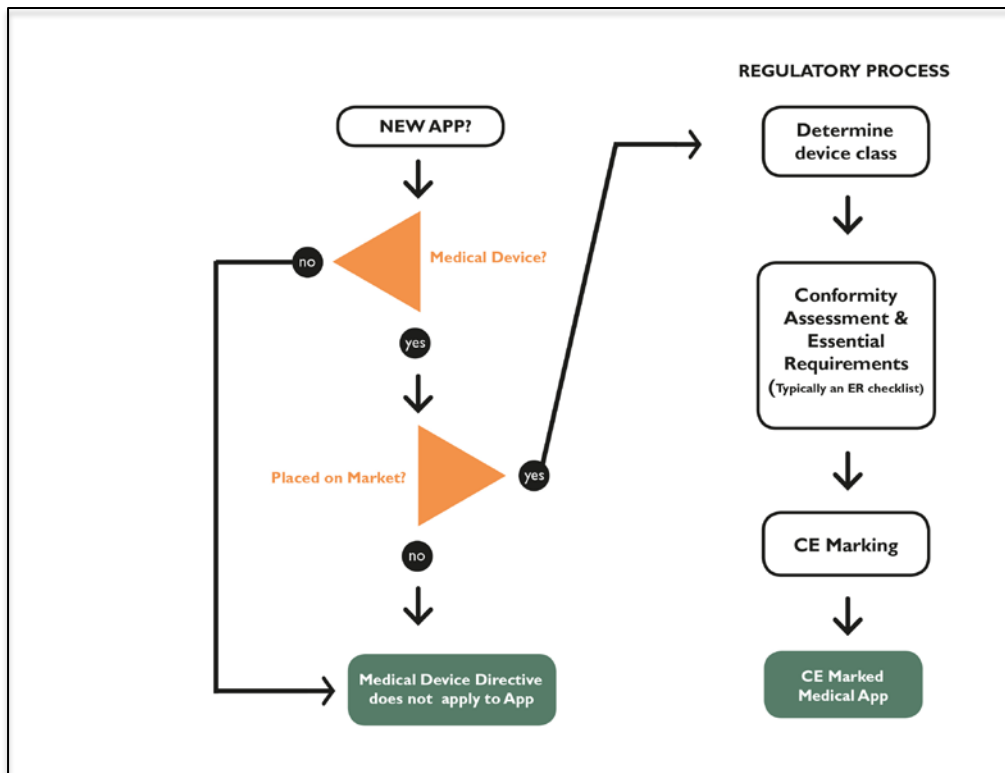 NEW APP?
Medical Device?
no
yes
Placed on Market?
yes
no
Medical Device Directive
does not apply to App
REGULATORY PROCESS
Determine
device class
Conformity
Assessment &
Essential
Requirements
(Typically an ER checklist)
CE Marking
CE Marked
Medical App